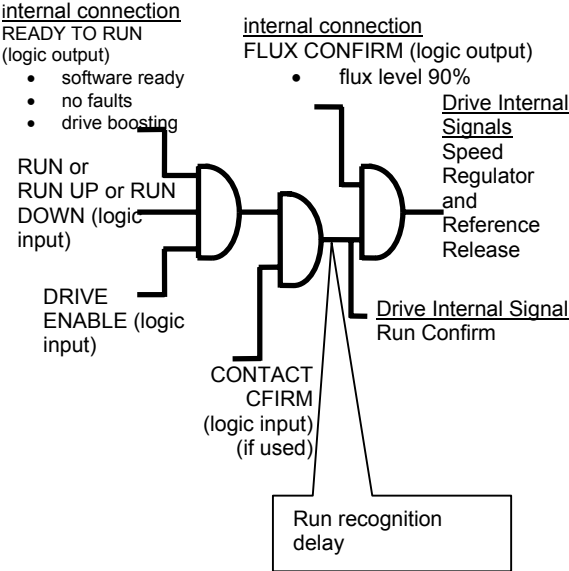 internal connection
READY TO RUN
(logic output)
• software ready
• no faults
• drive boosting
internal connection
FLUX CONFIRM (logic output)
• flux level 90%
Drive Internal
Signals
Speed
Regulator
and
Reference
Release
RUN or
RUN UP or RUN
DOWN (logic
input)
DRIVE
ENABLE (logic
input)
Drive Internal Signal
Run Confirm
CONTACT
CFIRM
(logic input)
(if used)
Run recognition
delay